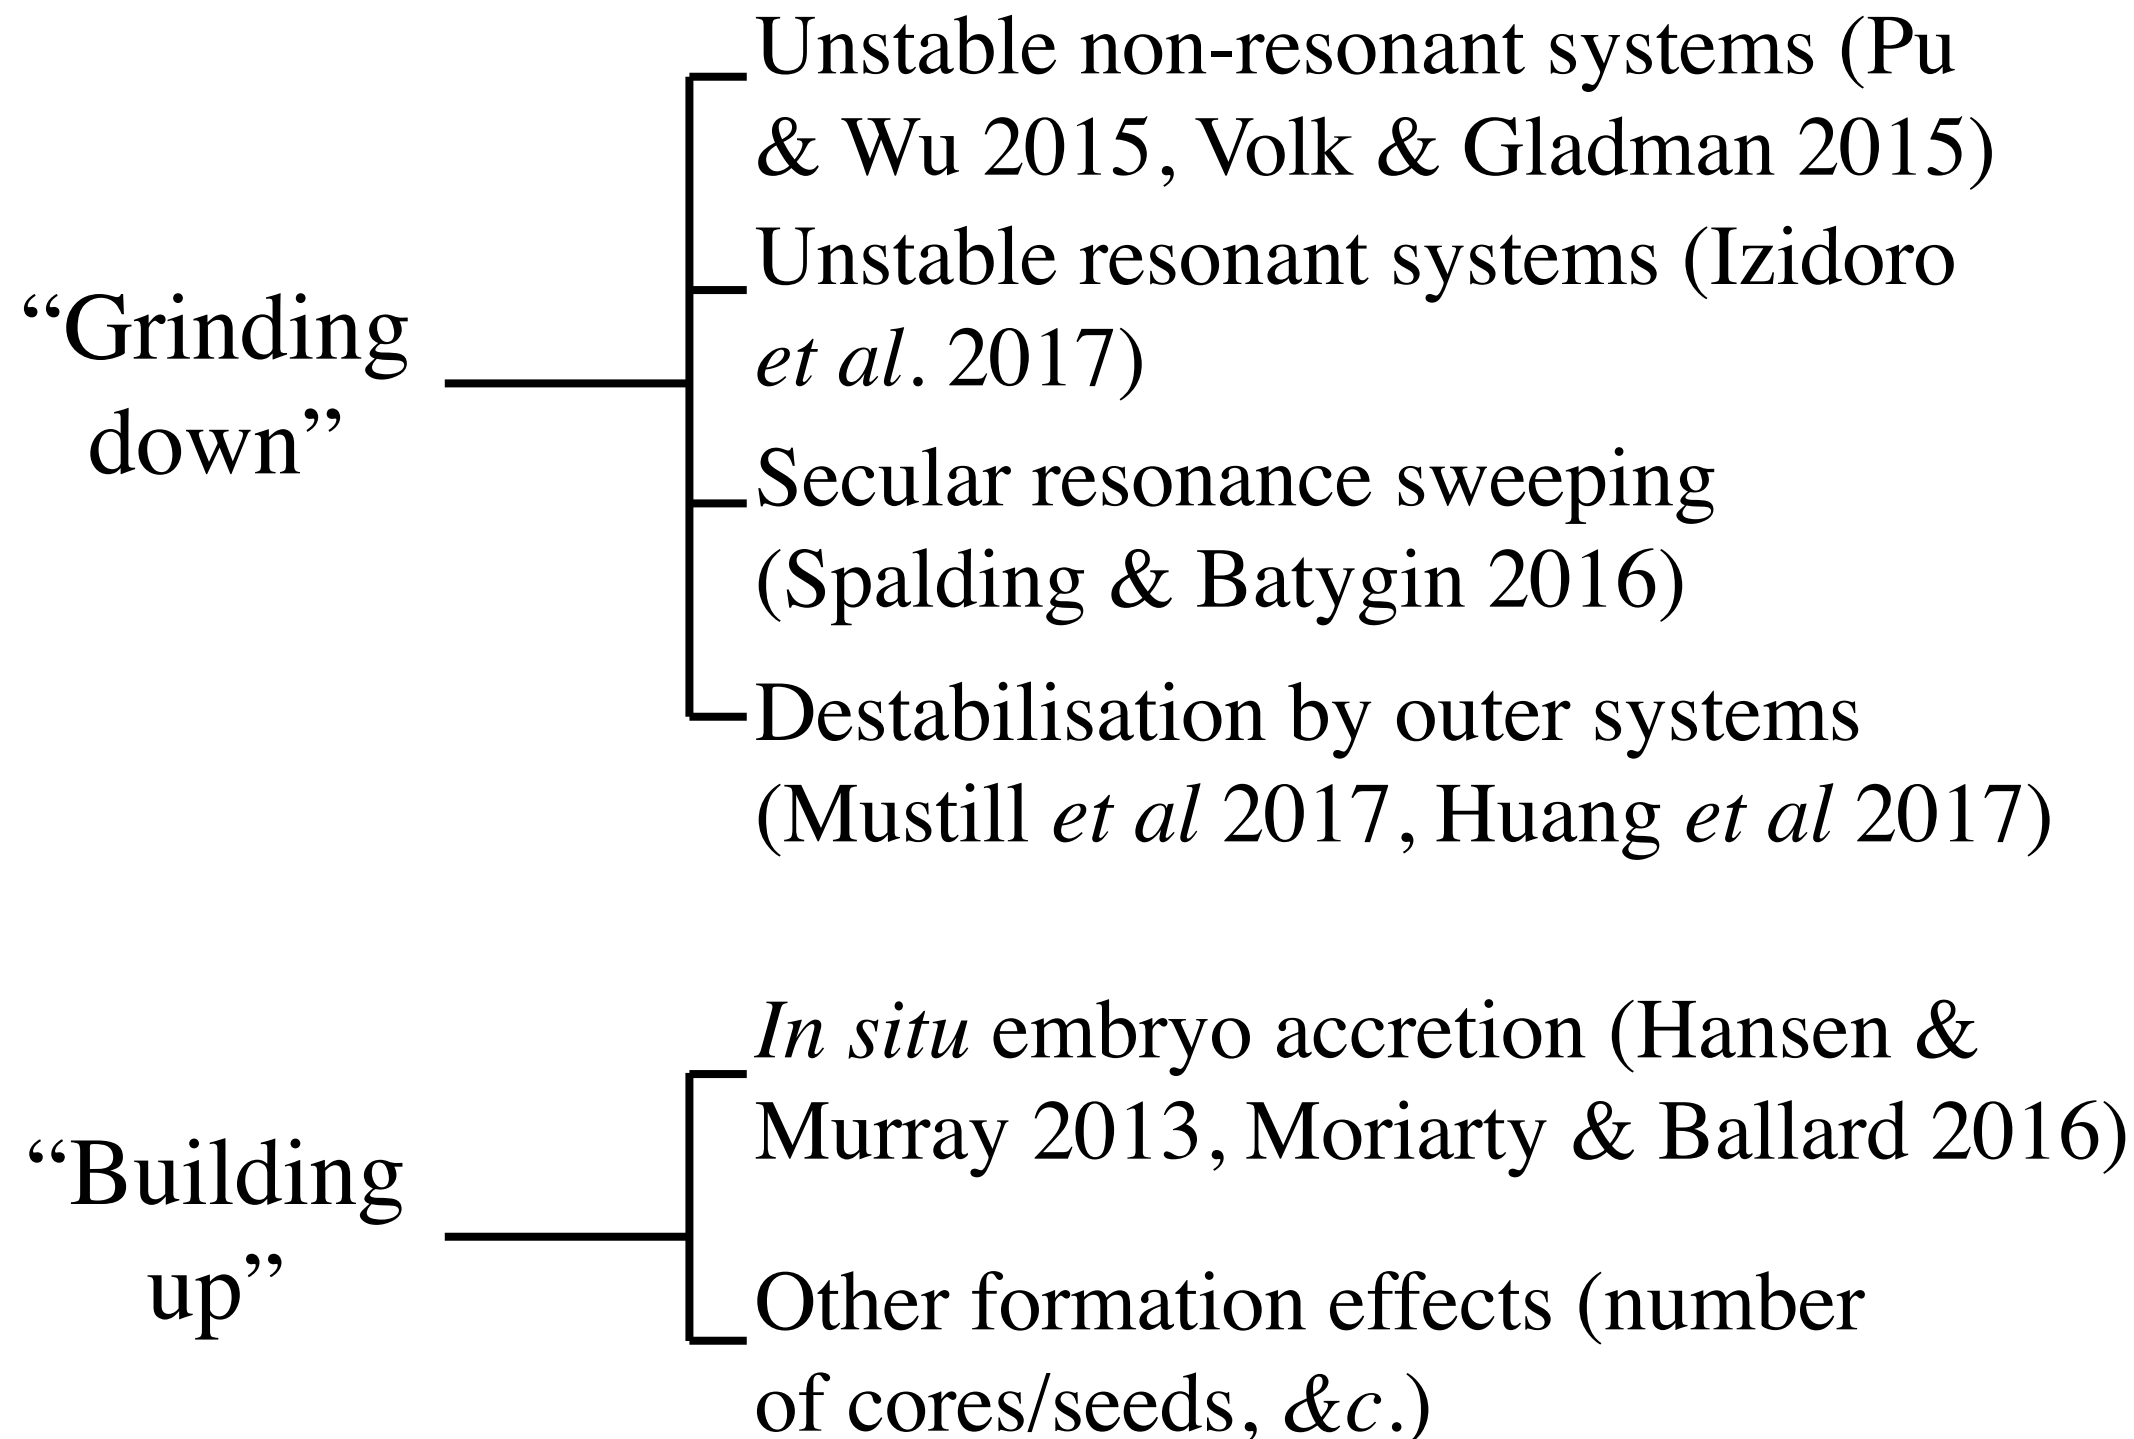 “Grinding
down”
Unstable non-resonant systems (Pu
& Wu 2015, Volk & Gladman 2015)
Unstable resonant systems (Izidoro
et al. 2017)
Secular resonance sweeping
(Spalding & Batygin 2016)
Destabilisation by outer systems
(Mustill et al 2017, Huang et al 2017)
“Building
up”
In situ embryo accretion (Hansen &
Murray 2013, Moriarty & Ballard 2016)
Other formation effects (number
of cores/seeds, &c.)